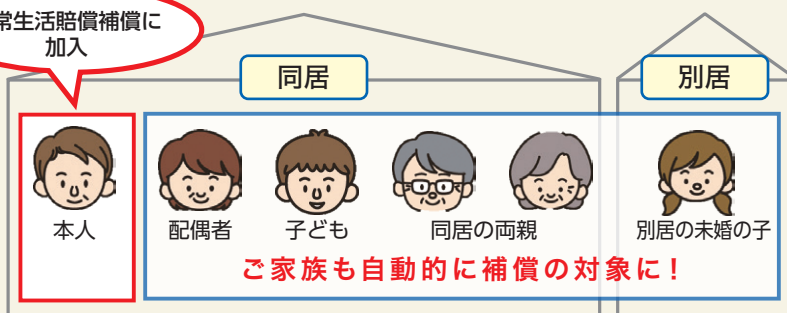 常生活賠償補償に
加入
同居
別居
本人
配偶者
子ども
同居の両親
別居の未婚の子
ご家族も自動的に補償の対象に！